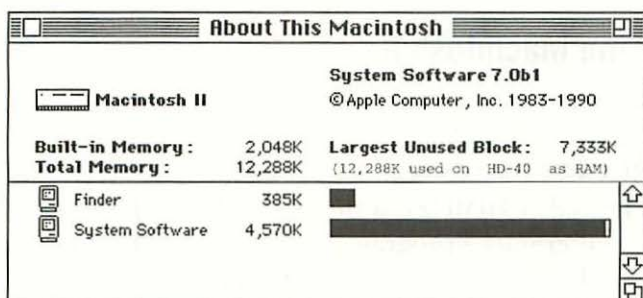 About This Macintosh
System Software 7.0b1
Macintosh II
©Apple Computer, Inc. 1983-1990
Built-in Memory: 2,048K Largest Unused Block: 7,333K
Total Memory: 12,288K (12,288K used on HD-40 as RAM)
Finder 385K
System Software 4,570K